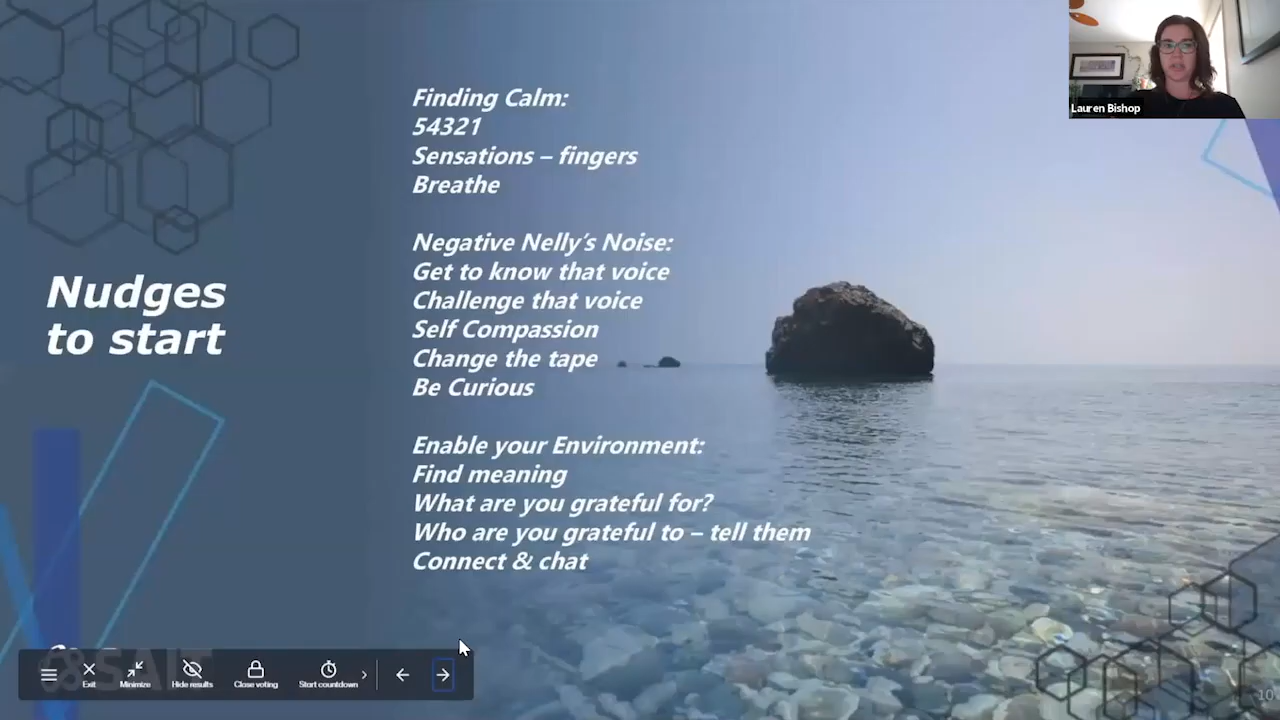 Lauren Bishop
Nudges
to start
Finding Calm:
54321
Sensations – fingers
Breathe
Negative Nelly's Noise:
Get to know that voice
Challenge that voice
Self Compassion
Change the tape
Be Curious
Enable your Environment:
Find meaning
What are you grateful for?
Who are you grateful to – tell them
Connect & chat
SAIT
Exit
Minimize
Hide results
Close voting
Start countdown
10